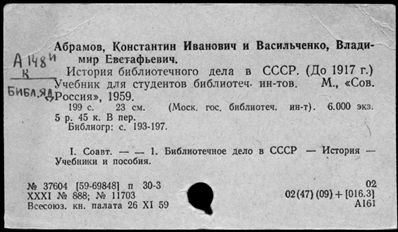 Абрамов, Константин Иванович и Васильченко, Влади-
мир Евстафьевич.
А 148 и
К
БИБЛ.ЯД
История библиотечного дела в СССР. (До 1917 г.)
Учебник для студентов библиотеч. ин-тов. М., «Сов.
Россия», 1959.
199 с. 23 см. (Моск. гос. библиотеч. ин-т). 6.000 экз.
5 р. 45 к. В пер.
Библиогр: с. 193-197.
I. Соавт. — — 1. Библиотечное дело в СССР — История —
Учебники и пособия.
№ 37604 [59-69848] п 30-3
XXXI № 888; № 11703
Всесоюз. кн. палата 26 XI 59
02
02(47) (09) + [016.3]
А161